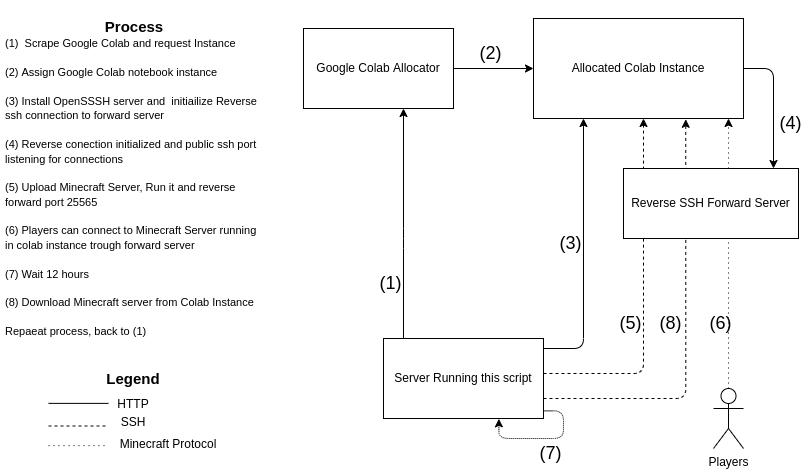 Process
(1) Scrape Google Colab and request Instance
(2) Assign Google Colab notebook instance
(3) Install OpenSSSH server and initiailize Reverse
ssh connection to forward server
(4) Reverse conection initialized and public ssh port
listening for connections
(5) Upload Minecraft Server, Run it and reverse
forward port 25565
(6) Players can connect to Minecraft Server running
in colab instance trough forward server
(7) Wait 12 hours
(8) Download Minecraft server from Colab Instance
Repaeat process, back to (1)
Legend
HTTP
SSH
Minecraft Protocol
Google Colab Allocator
(2)
Allocated Colab Instance
(4)
Reverse SSH Forward Server
(3)
(1)
(5)
(8)
(6)
Server Running this script
(7)
Players